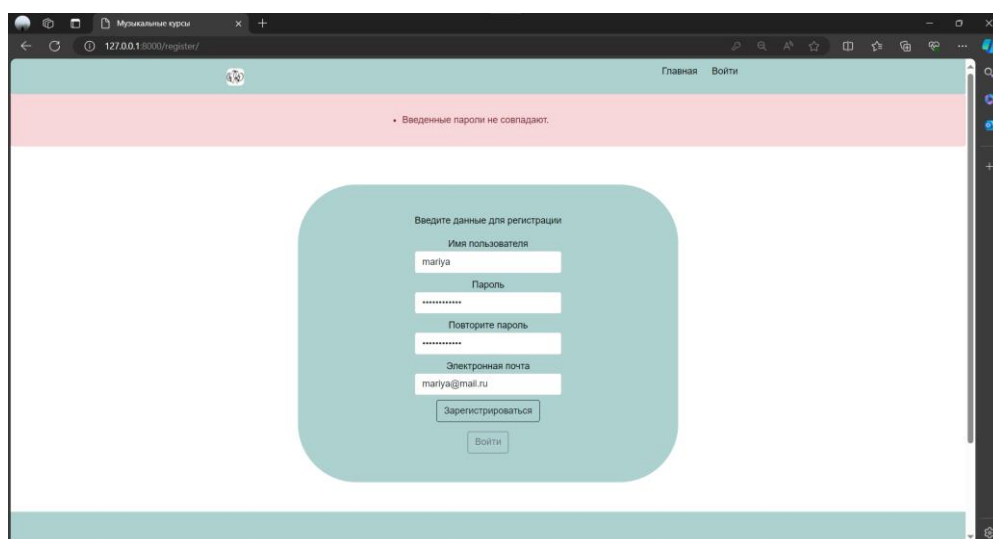 Музыкальные курсы
127.0.0.1:8000/register/
Главная Войти
• Введенные пароли не совпадают.
Введите данные для регистрации
Имя пользователя
mariya
Пароль
••••••••••••
Повторите пароль
••••••••••••
Электронная почта
mariya@mail.ru
Зарегистрироваться
Войти